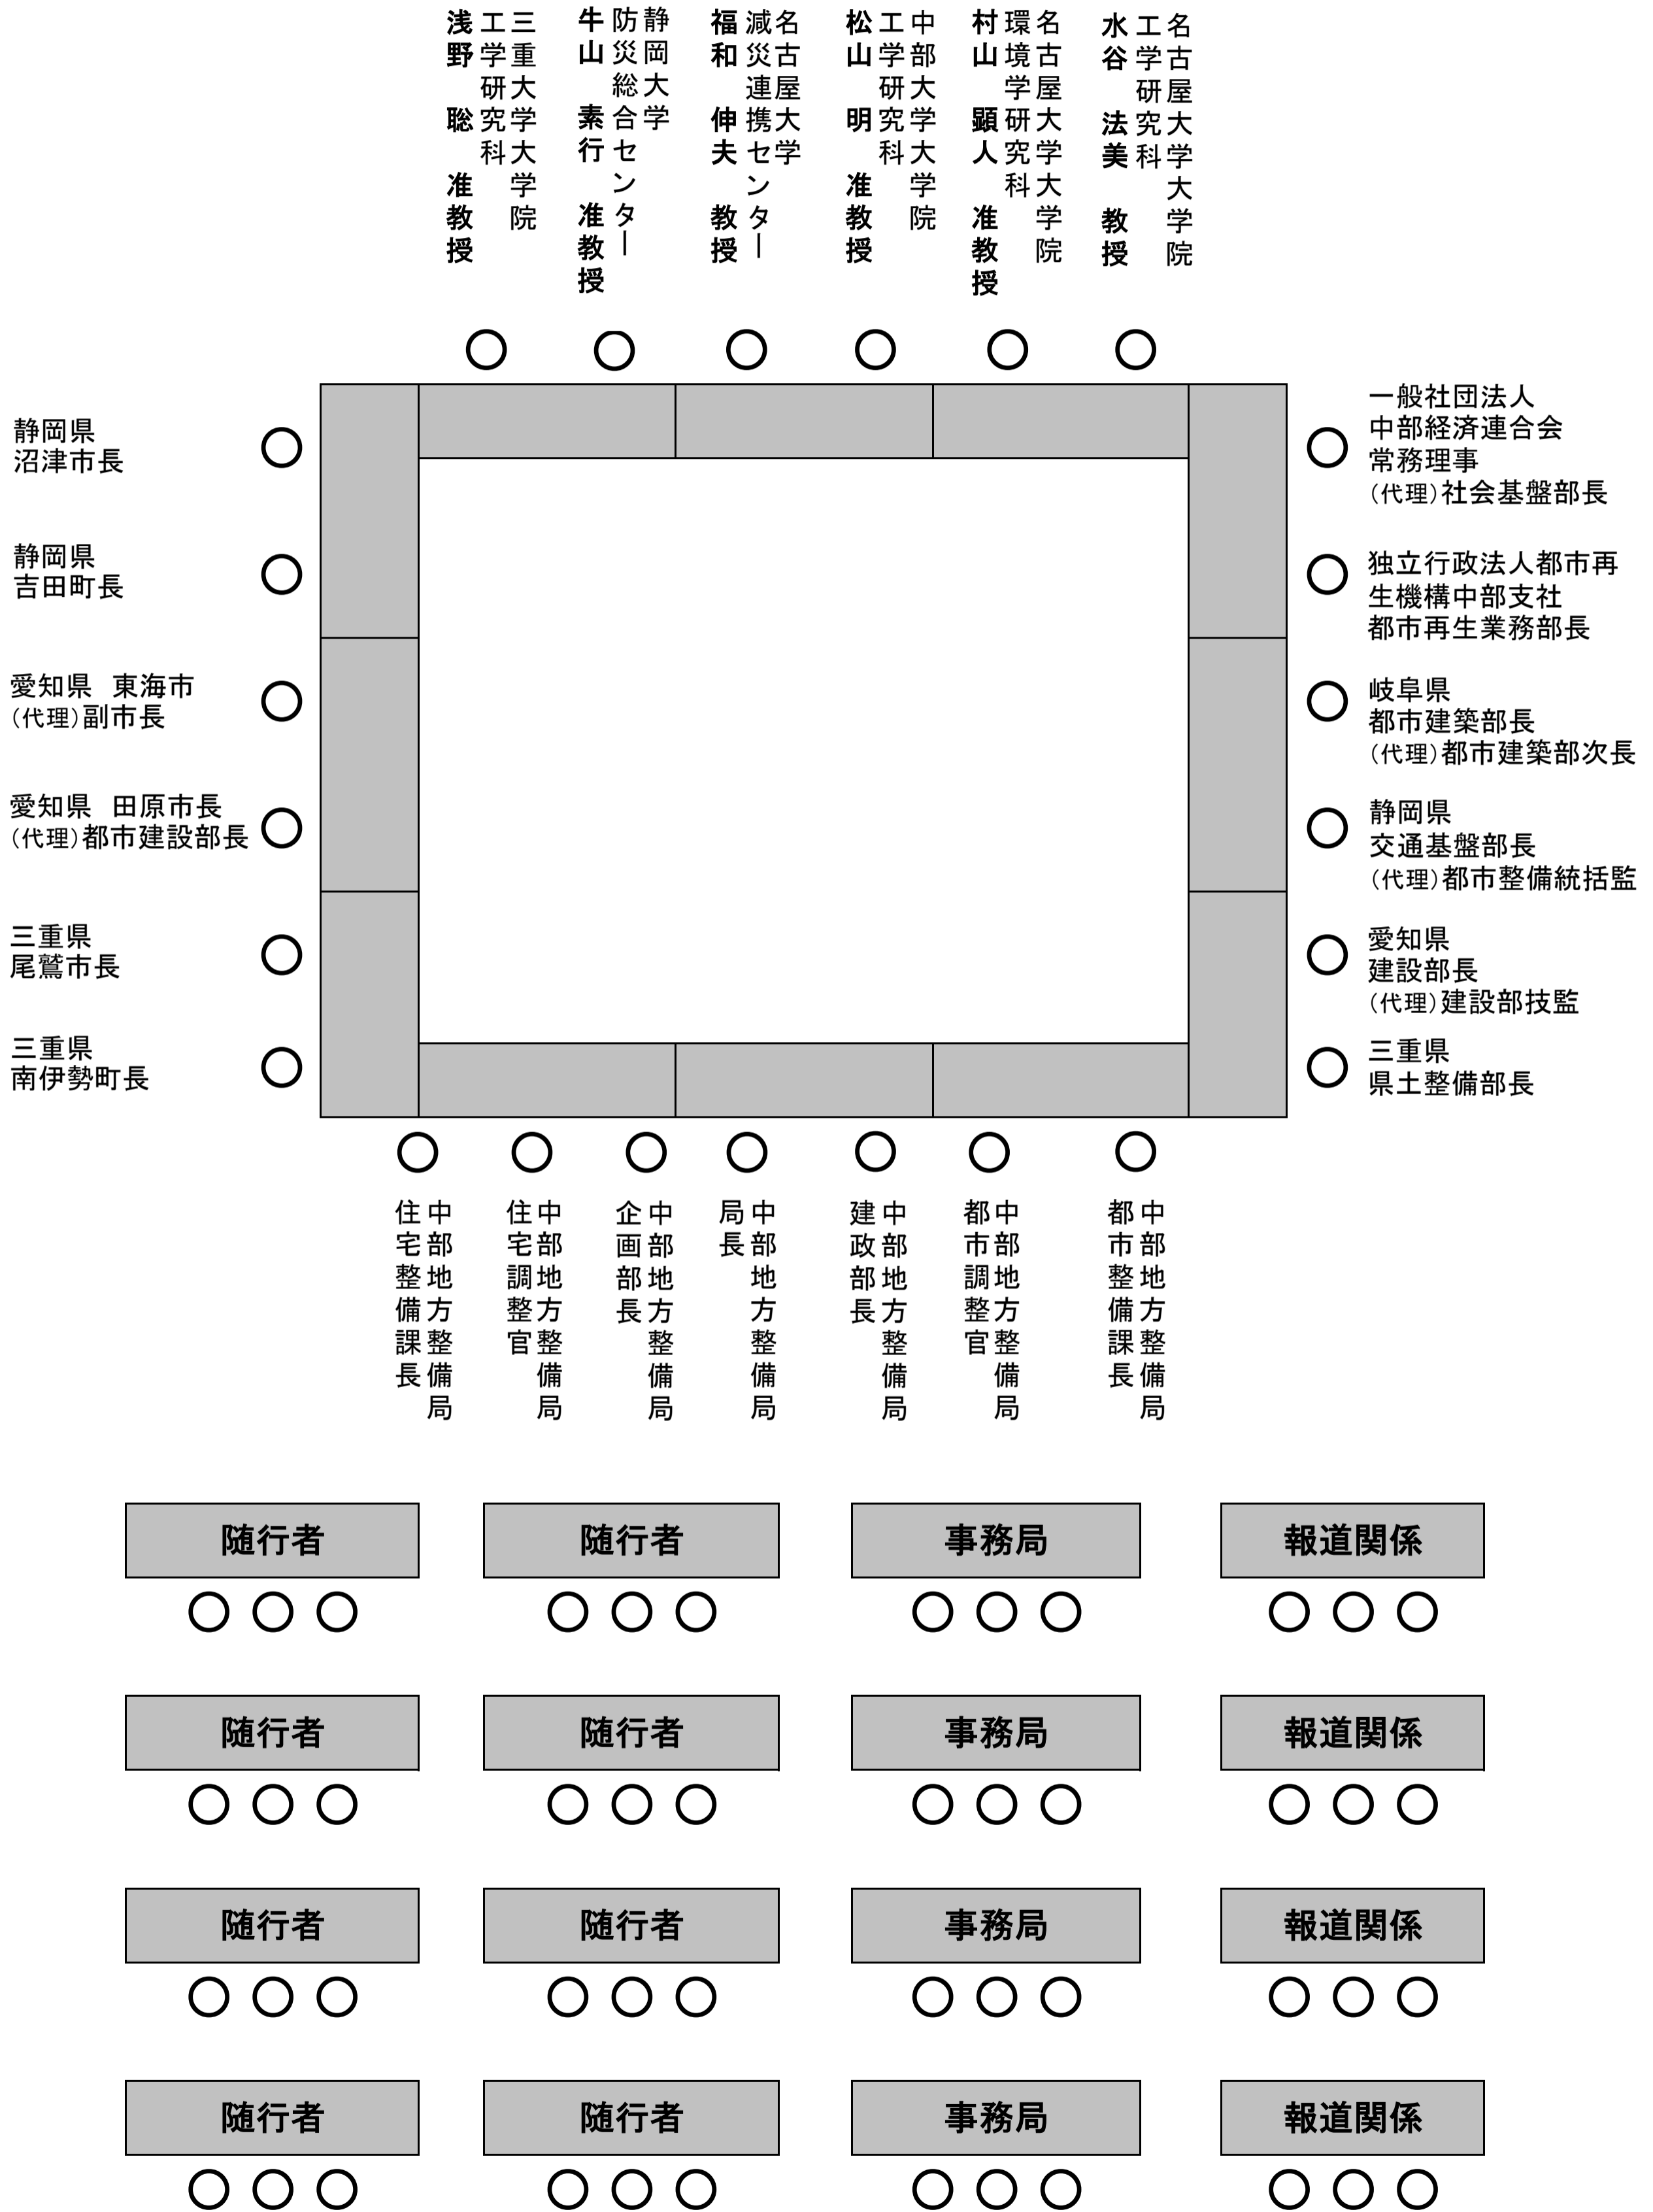 三重大学大学院
工学研究科
浅野　聡　准教授
静岡大学
防災総合センター
牛山　素行　准教授
名古屋大学
減災連携センター
福和　伸夫　教授
中部大学大学院
工学研究科
松山　明　准教授
名古屋大学大学院
環境学研究科
村山　顕人　准教授
名古屋大学大学院
工学研究科
水谷　法美　教授
静岡県
沼津市長
静岡県
吉田町長
愛知県　東海市
（代理）副市長
愛知県　田原市長
（代理）都市建設部長
三重県
尾鷲市長
三重県
南伊勢町長
一般社団法人
中部経済連合会
常務理事
（代理）社会基盤部長
独立行政法人都市再
生機構中部支社
都市再生業務部長
岐阜県
都市建築部長
（代理）都市建築部次長
静岡県
交通基盤部長
（代理）都市整備統括監
愛知県
建設部長
（代理）建設部技監
三重県
県土整備部長
中部地方整備局
住宅整備課長
中部地方整備局
住宅調整官
中部地方整備局
企画部長
中部地方整備局
局長
中部地方整備局
建政部長
中部地方整備局
都市調整官
中部地方整備局
都市整備課長
随行者
随行者
事務局
報道関係
随行者
随行者
事務局
報道関係
随行者
随行者
事務局
報道関係
随行者
随行者
事務局
報道関係